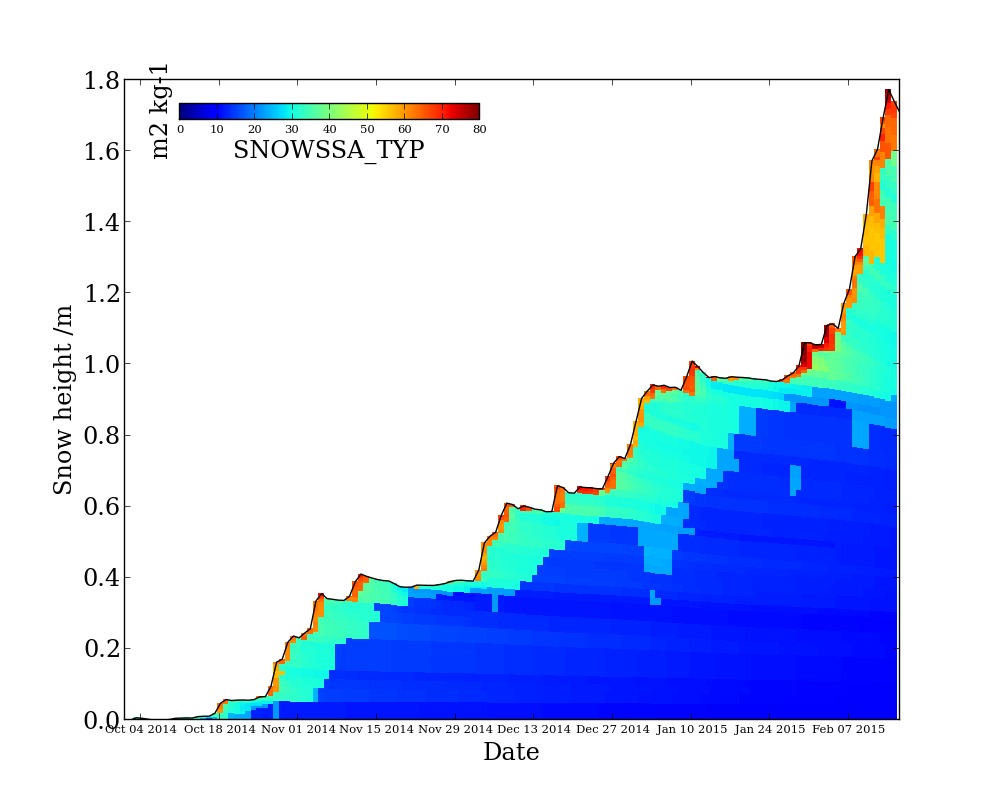 m2 kg-1
0 10 20 30 40 50 60 70 80
SNOWSSA_TYP
Snow height /m
1.8
1.6
1.4
1.2
1.0
0.8
0.6
0.4
0.2
0.0
Oct 04 2014 Oct 18 2014 Nov 01 2014 Nov 15 2014 Nov 29 2014 Dec 13 2014 Dec 27 2014 Jan 10 2015 Jan 24 2015 Feb 07 2015
Date